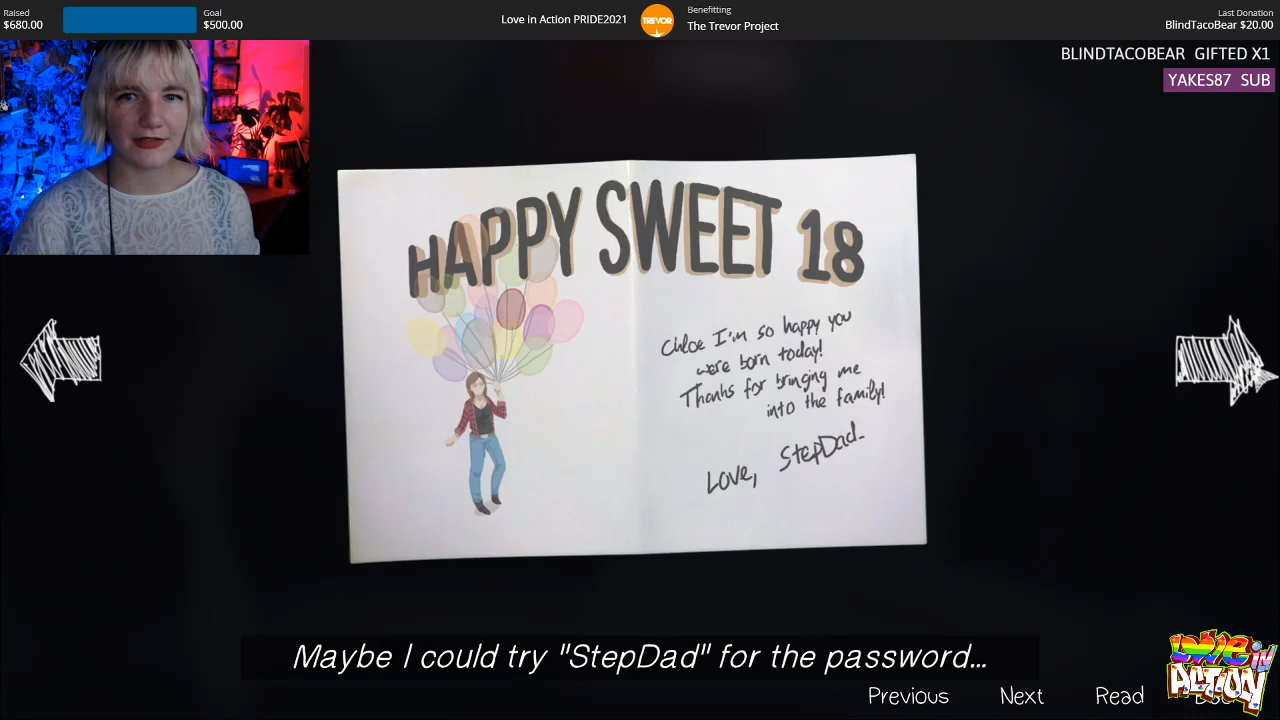 Raised
$680.00
Goal
$500.00
Love in Action PRIDE2021
TREVOR
Benefitting
The Trevor Project
Last Donation
BlindTacoBear $20.00
BLINDTACOBEAR GIFTED X1
YAKES87 SUB
HAPPY SWEET 18
Chloe I'm so happy you
were born today!
Thanks for bringing me
into the family!
Love, StepDad
Maybe I could try "StepDad" for the password...
Previous
Next
Read
Love in
Action